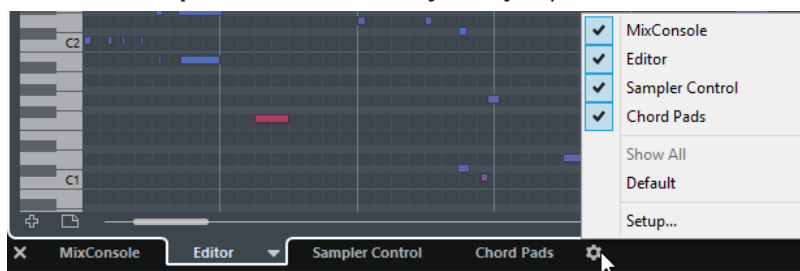 C2
C1
MixConsole
Editor
Sampler Control
Chord Pads
Show All
Default
Setup...
MixConsole Editor Sampler Control Chord Pads